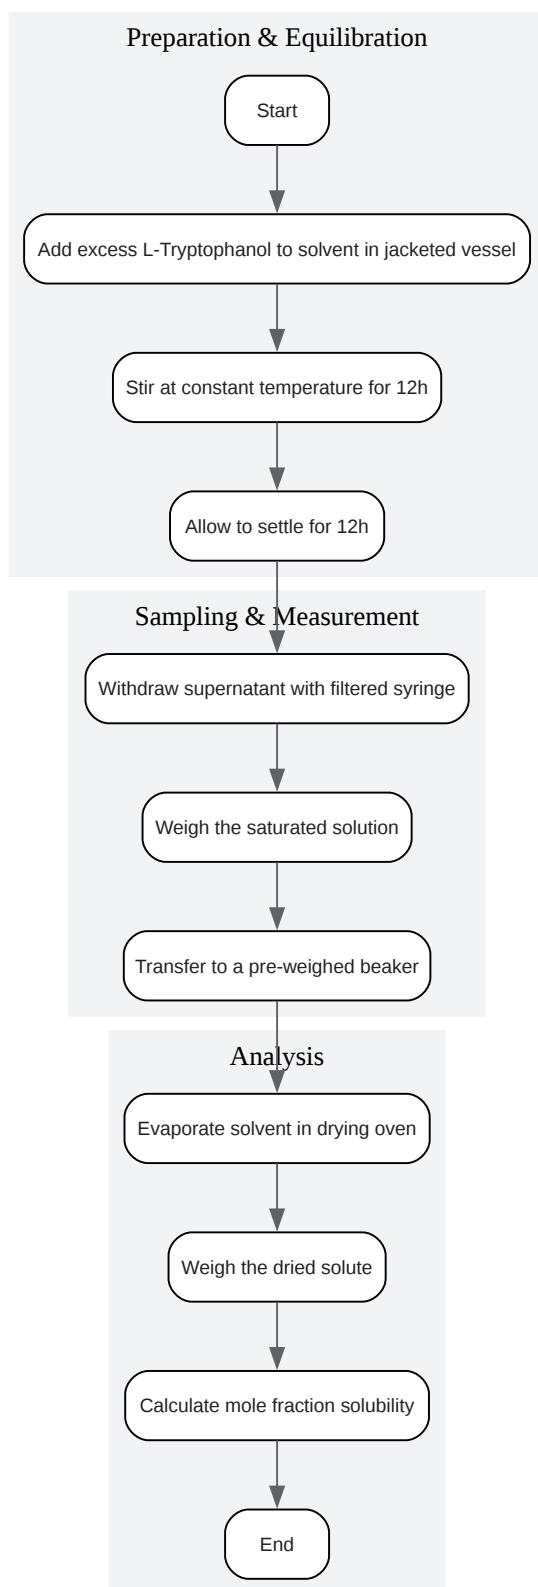 Preparation & Equilibration
Start
Add excess L-Tryptophanol to solvent in jacketed vessel
Stir at constant temperature for 12h
Allow to settle for 12h
Sampling & Measurement
Withdraw supernatant with filtered syringe
Weigh the saturated solution
Transfer to a pre-weighed beaker
Analysis
Evaporate solvent in drying oven
Weigh the dried solute
Calculate mole fraction solubility
End